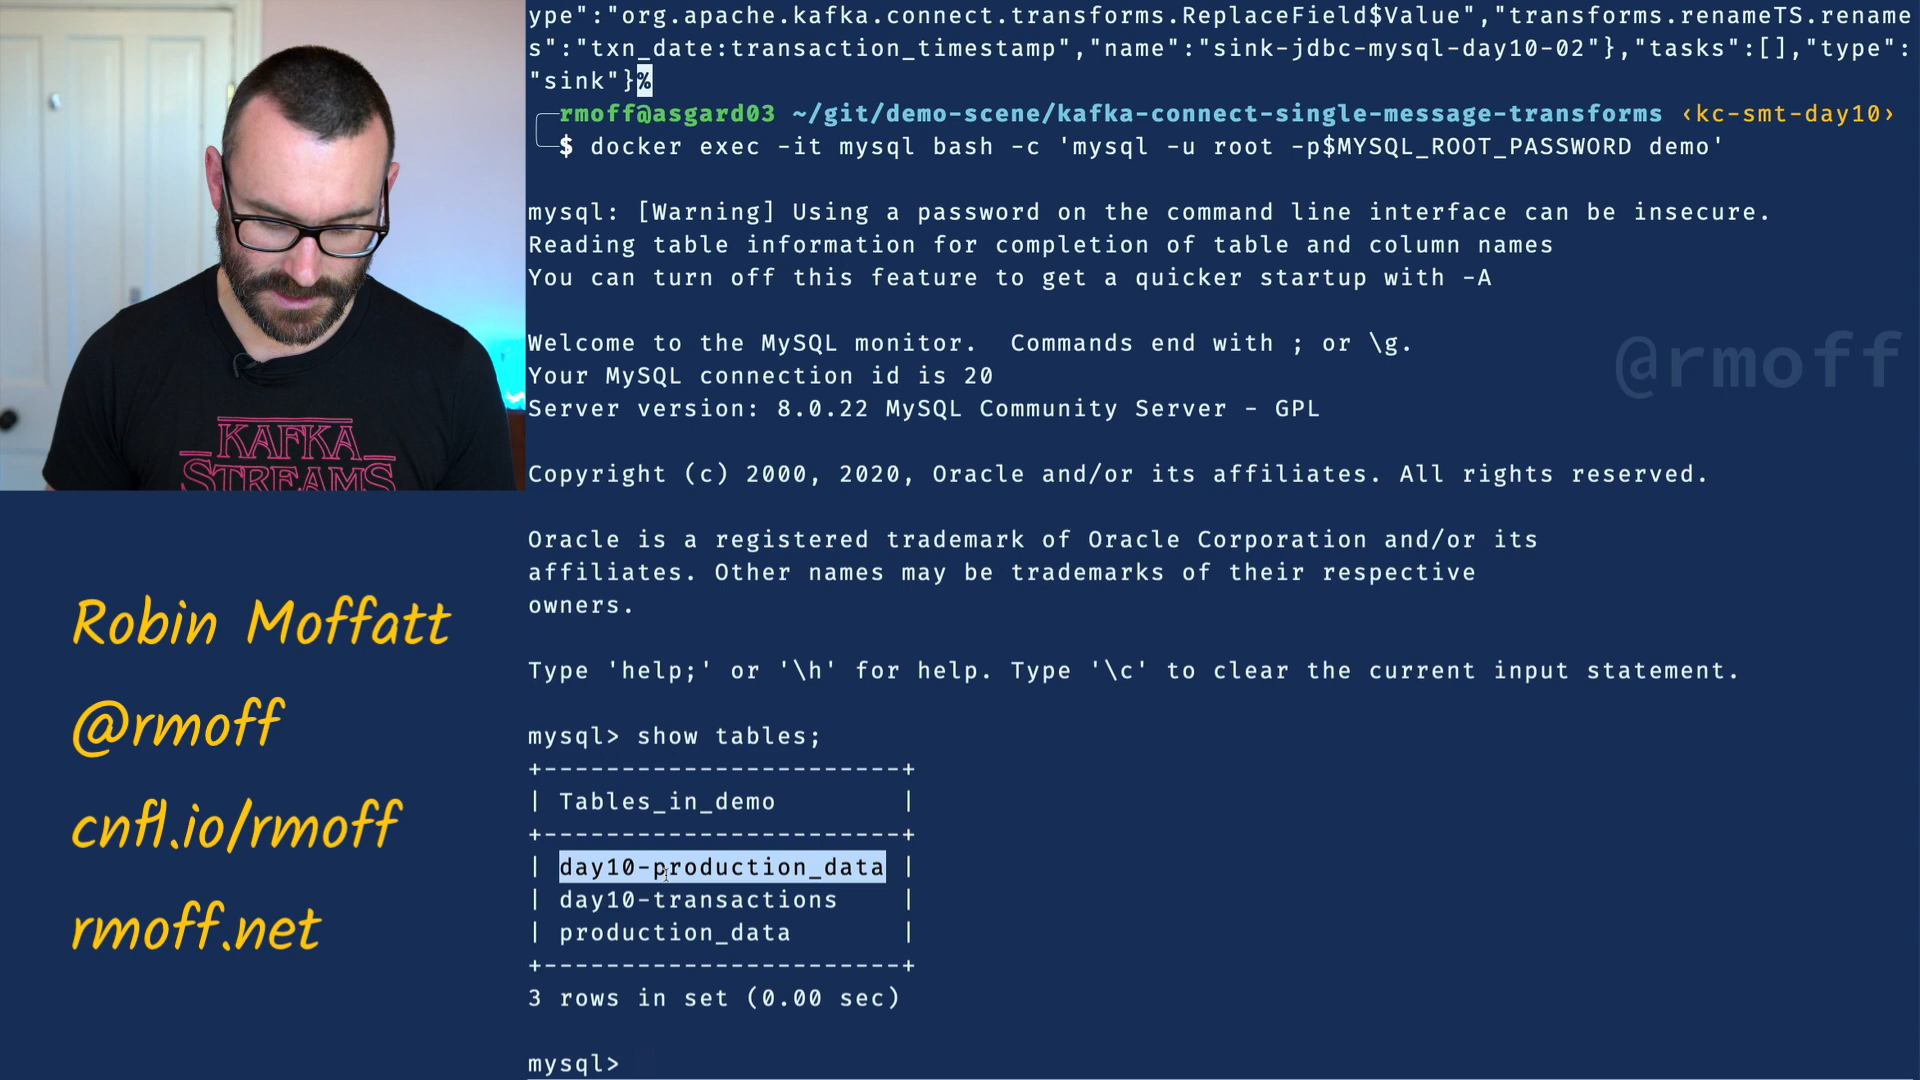 ype":"org.apache.kafka.connect.transforms.ReplaceField$Value","transforms.renameTS.rename
s":"txn_date:transaction_timestamp","name":"sink-jdbc-mysql-day10-02"},"tasks":[],"type":
"sink"}%
rmoff@asgard03 ~/git/demo-scene/kafka-connect-single-message-transforms ‹kc-smt-day10›
$ docker exec -it mysql bash -c 'mysql -u root -p$MYSQL_ROOT_PASSWORD demo'
mysql: [Warning] Using a password on the command line interface can be insecure.
Reading table information for completion of table and column names
You can turn off this feature to get a quicker startup with -A
Welcome to the MySQL monitor.  Commands end with ; or \g.
Your MySQL connection id is 20
Server version: 8.0.22 MySQL Community Server - GPL
@rmoff
Copyright (c) 2000, 2020, Oracle and/or its affiliates. All rights reserved.
Oracle is a registered trademark of Oracle Corporation and/or its
affiliates. Other names may be trademarks of their respective
owners.
Type 'help;' or '\h' for help. Type '\c' to clear the current input statement.
mysql> show tables;
+-----------------------+
| Tables_in_demo        |
+-----------------------+
| day10-production_data |
| day10-transactions    |
| production_data       |
+-----------------------+
3 rows in set (0.00 sec)
mysql>
KAFKA
STREAMS
Robin Moffatt
@rmoff
cnfl.io/rmoff
rmoff.net